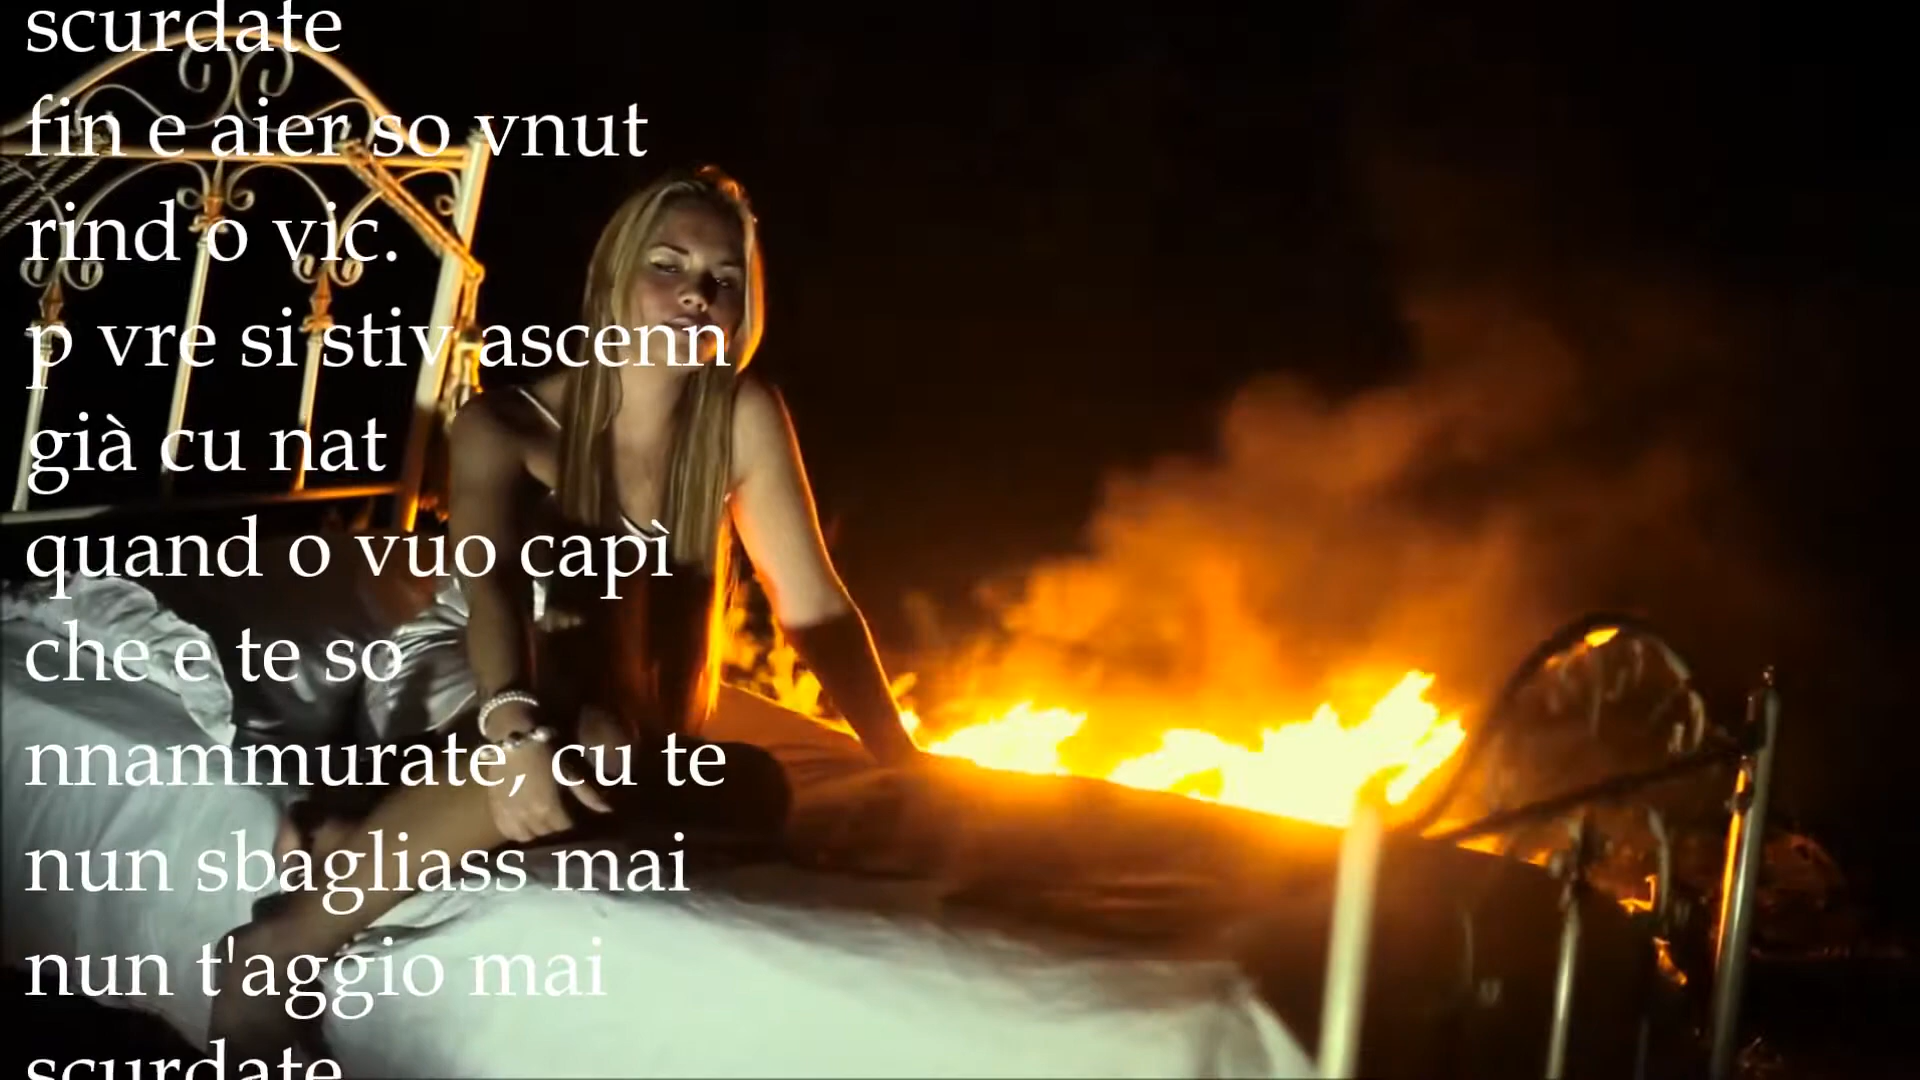 scurdate
fin e aier so vnut
rind o vic.
p vre si stiv ascenn
già cu nat
quand o vuo capì
che e te so
nnammurate, cu te
nun sbagliass mai
nun t'aggio mai
scurdate